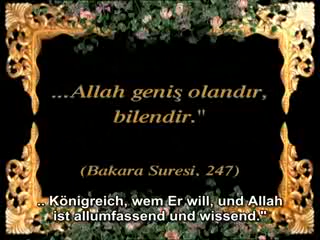 ...Allah geniş olandır,
bilendir."
(Bakara Suresi, 247)
.. Königreich, wem Er will, und Allah
ist allumfassend und wissend."